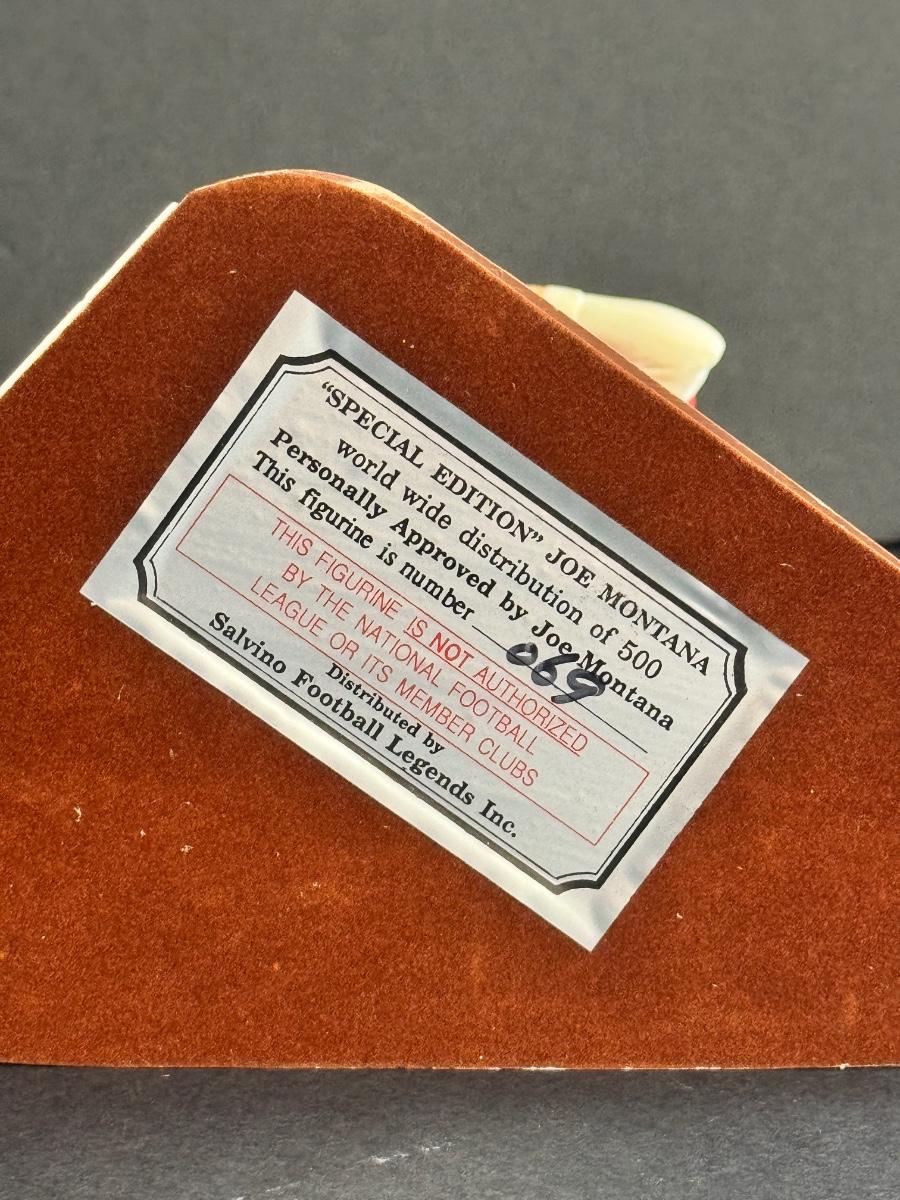 “SPECIAL EDITION” JOE MONTANA
world wide distribution of 500
Personally Approved by Joe Montana
This figurine is number 069
THIS FIGURINE IS NOT AUTHORIZED
BY THE NATIONAL FOOTBALL
LEAGUE OR ITS MEMBER CLUBS
Distributed by
Salvino Football Legends Inc.